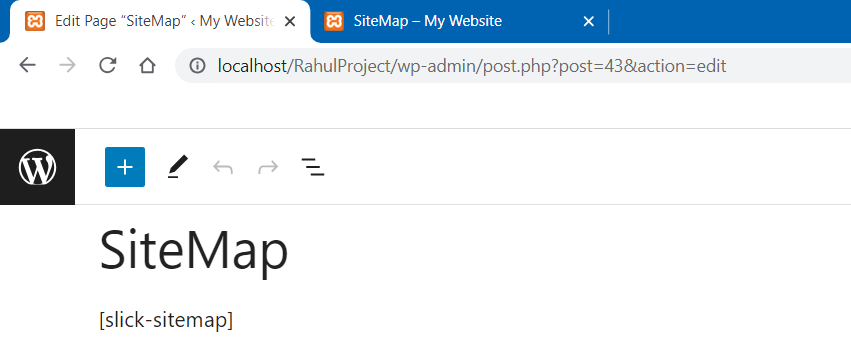 Edit Page “SiteMap” ‹ My Website
SiteMap – My Website
localhost/RahulProject/wp-admin/post.php?post=43&action=edit
SiteMap
[slick-sitemap]